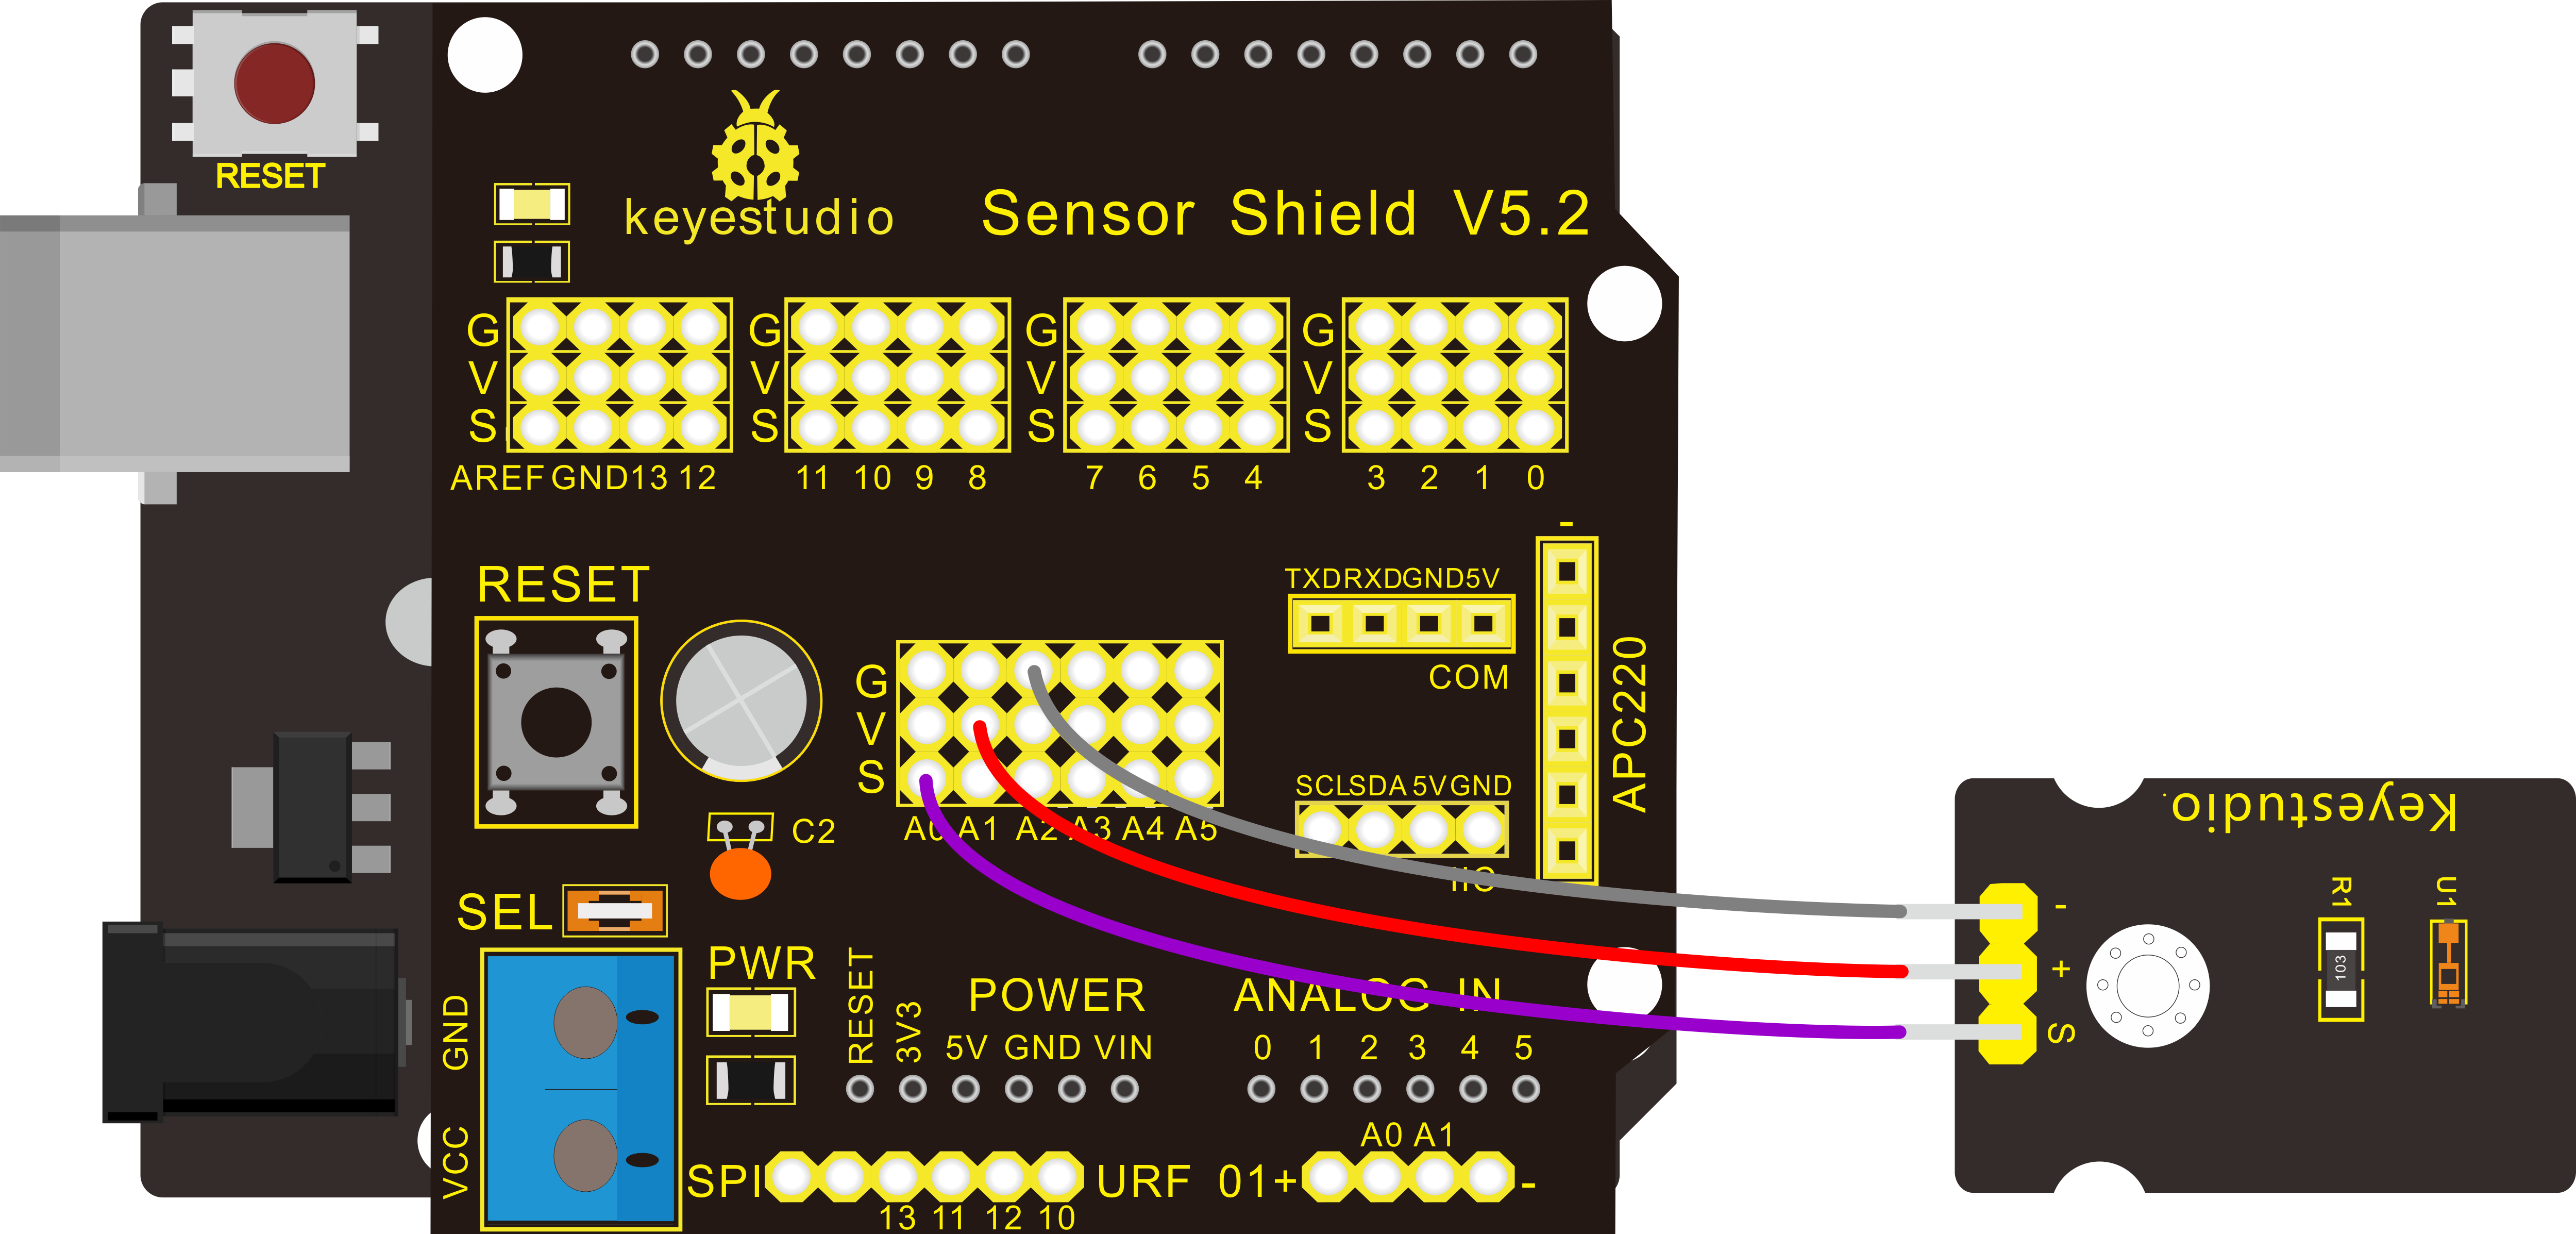 RESET
keyestudio
Sensor Shield V5.2
G
V
S
AREF GND 13 12
G
V
S
11 10 9 8
G
V
S
7 6 5 4
G
V
S
3 2 1 0
RESET
G
V
S
A0 A1 A2 A3 A4 A5
C2
TXD RXD GND 5V
COM
-
APC220
SCL SDA 5V GND
SEL
PWR
GND
VCC
RESET
3V3
POWER
5V GND VIN
ANALOG IN
0 1 2 3 4 5
A0 A1
SPI
13 11 12 10
URF 01+
-
Keyestudio
-
+
S
R1
103
U1